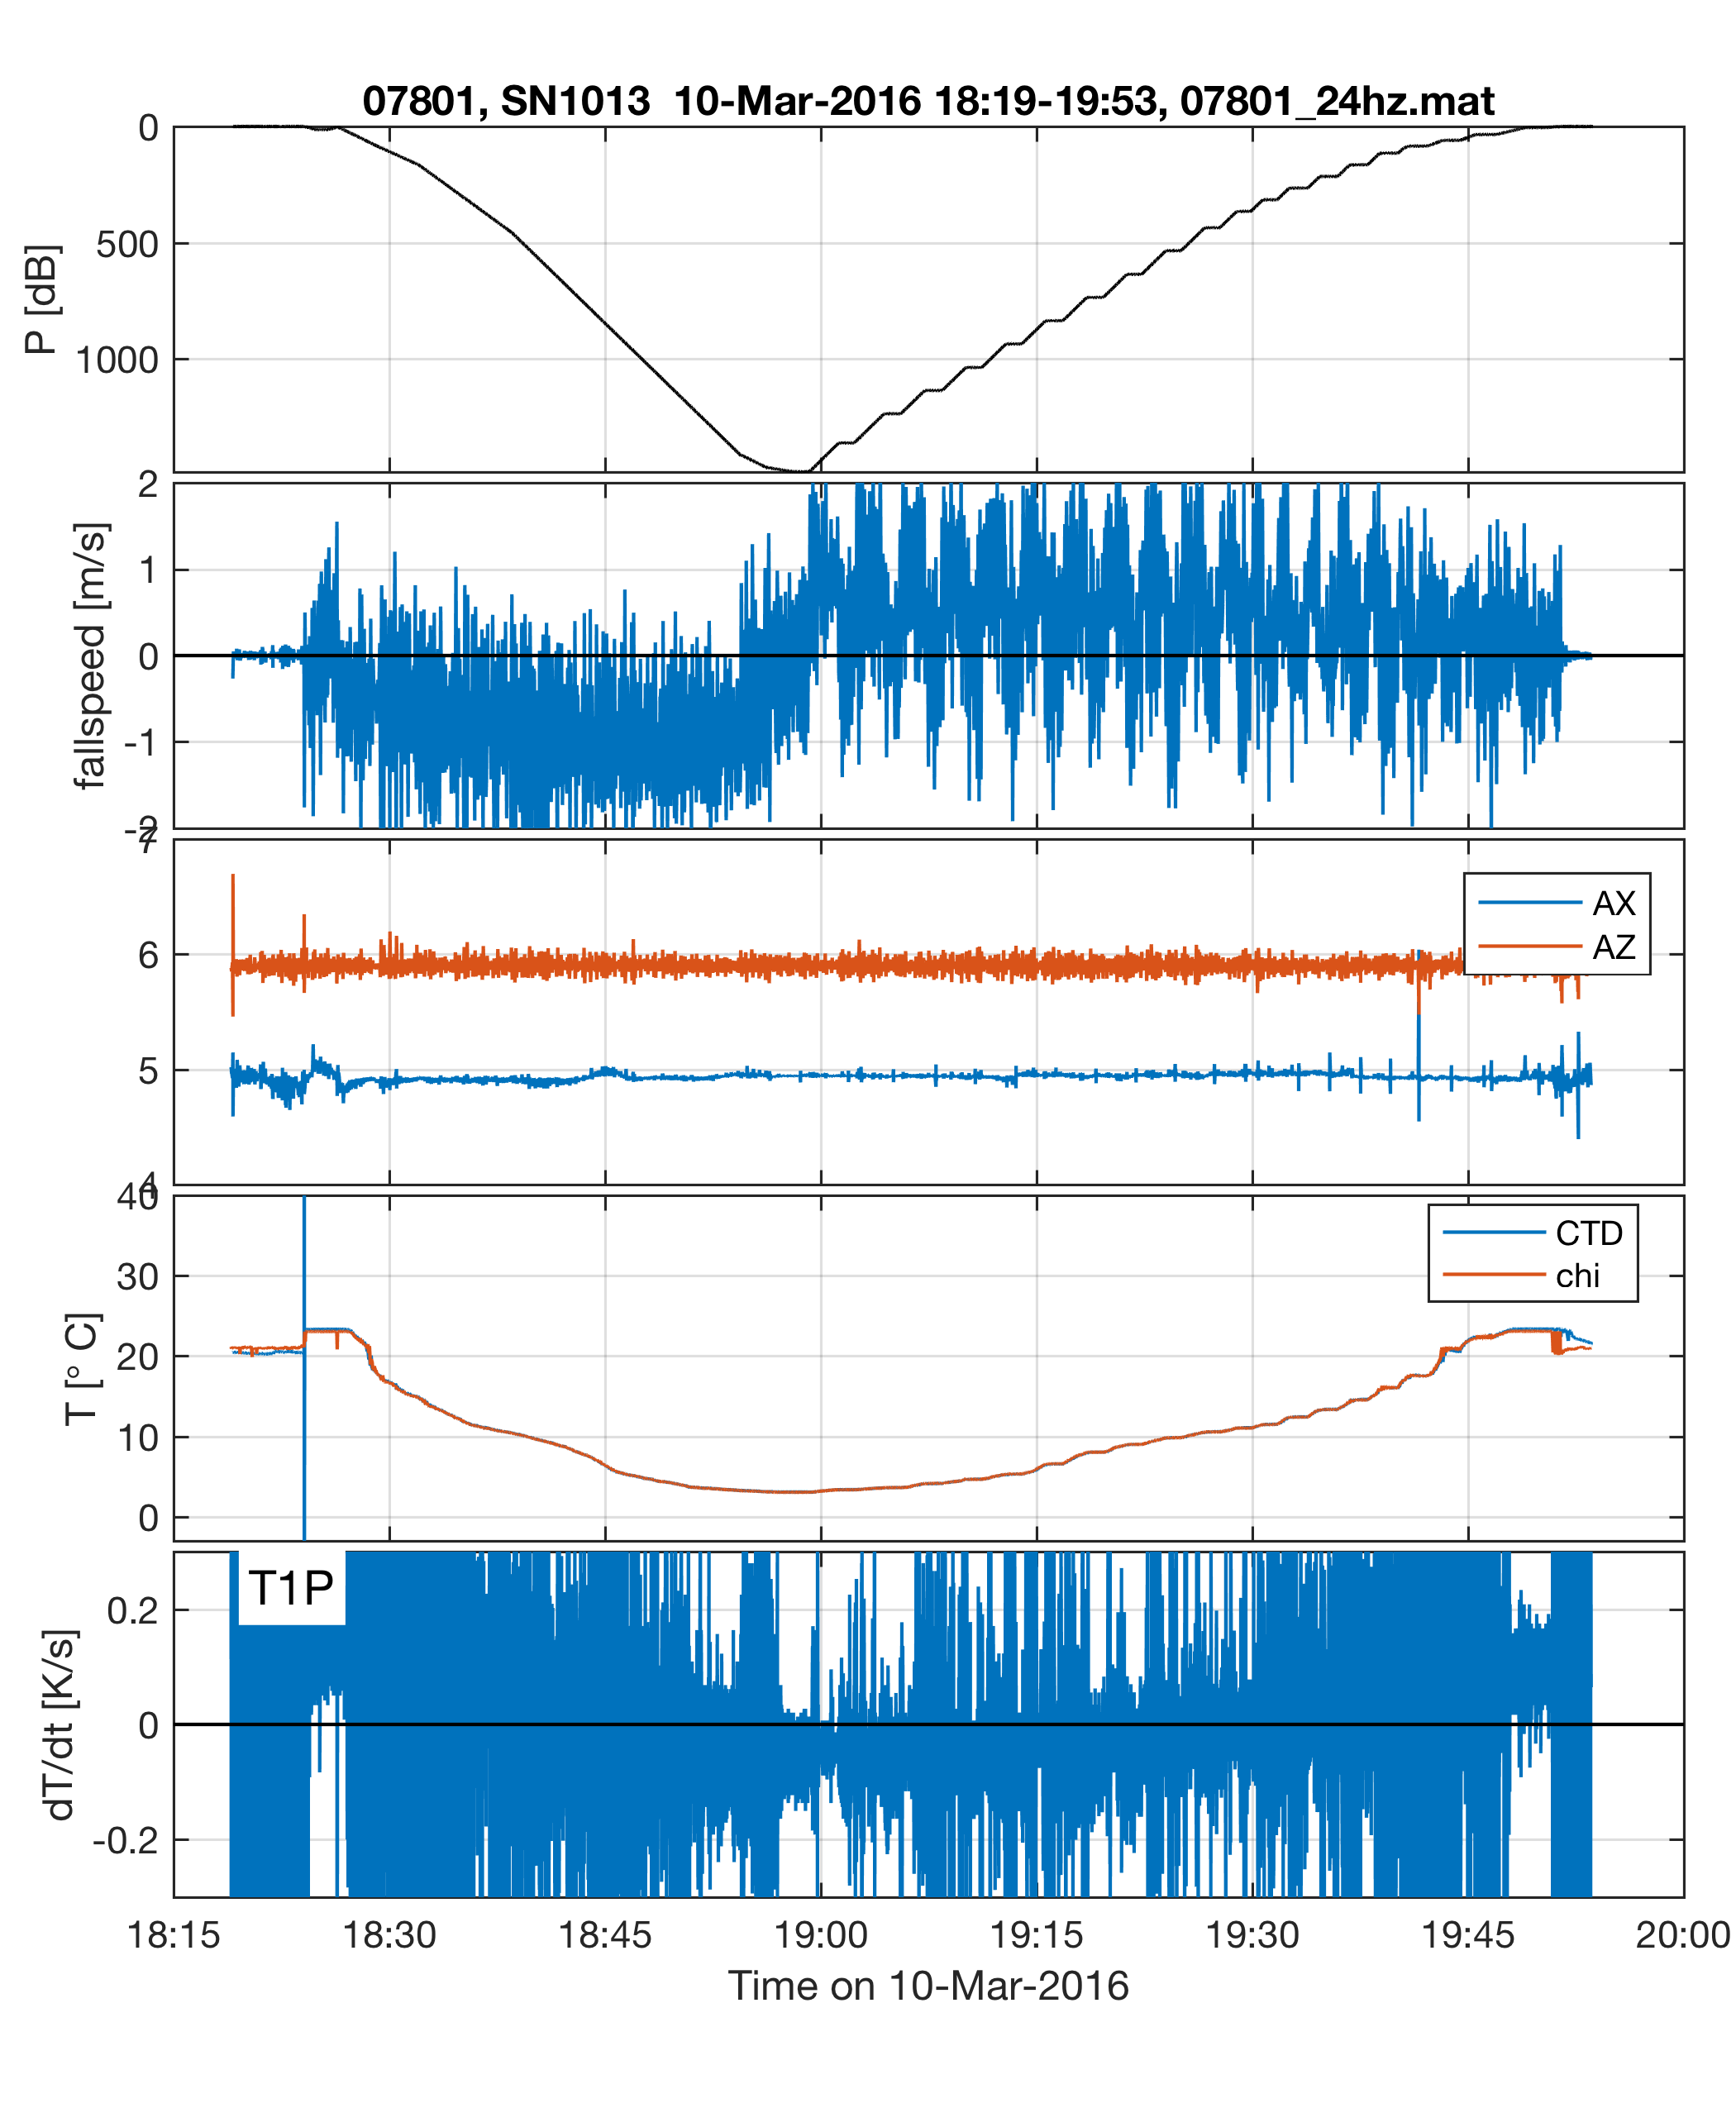 07801, SN1013  10-Mar-2016 18:19-19:53, 07801_24hz.mat
0
500
1000
P [dB]
2
1
0
-1
-2
fallspeed [m/s]
7
6
5
4
AX
AZ
40
30
20
10
0
T [° C]
CTD
chi
T1P
0.2
0
-0.2
dT/dt [K/s]
18:15 18:30 18:45 19:00 19:15 19:30 19:45 20:00
Time on 10-Mar-2016